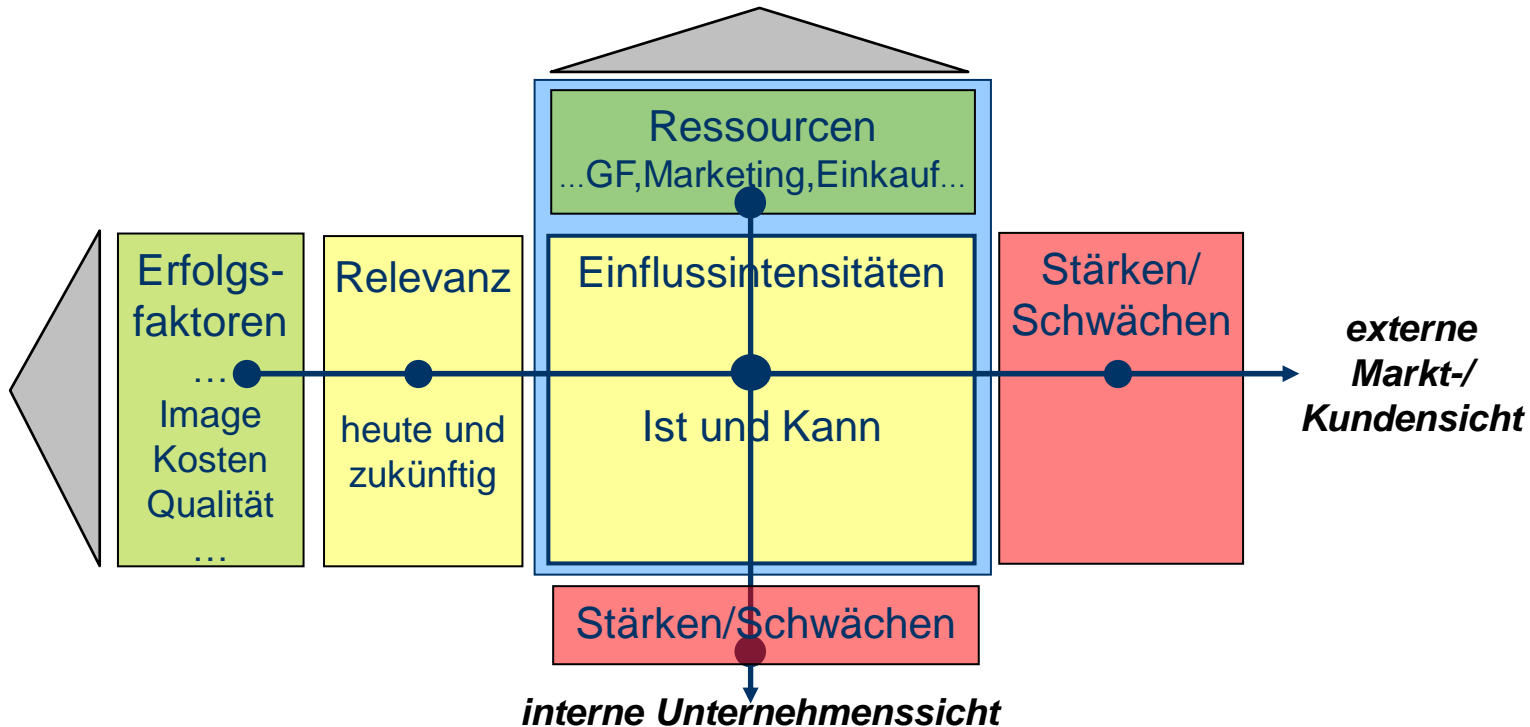 Ressourcen
...GF,Marketing,Einkauf...
Erfolgs-
faktoren
...
Image
Kosten
Qualität
...
Relevanz
heute und
zukünftig
Einflussintensitäten
Ist und Kann
Stärken/
Schwächen
externe
Markt-/
Kundensicht
Stärken/Schwächen
interne Unternehmenssicht